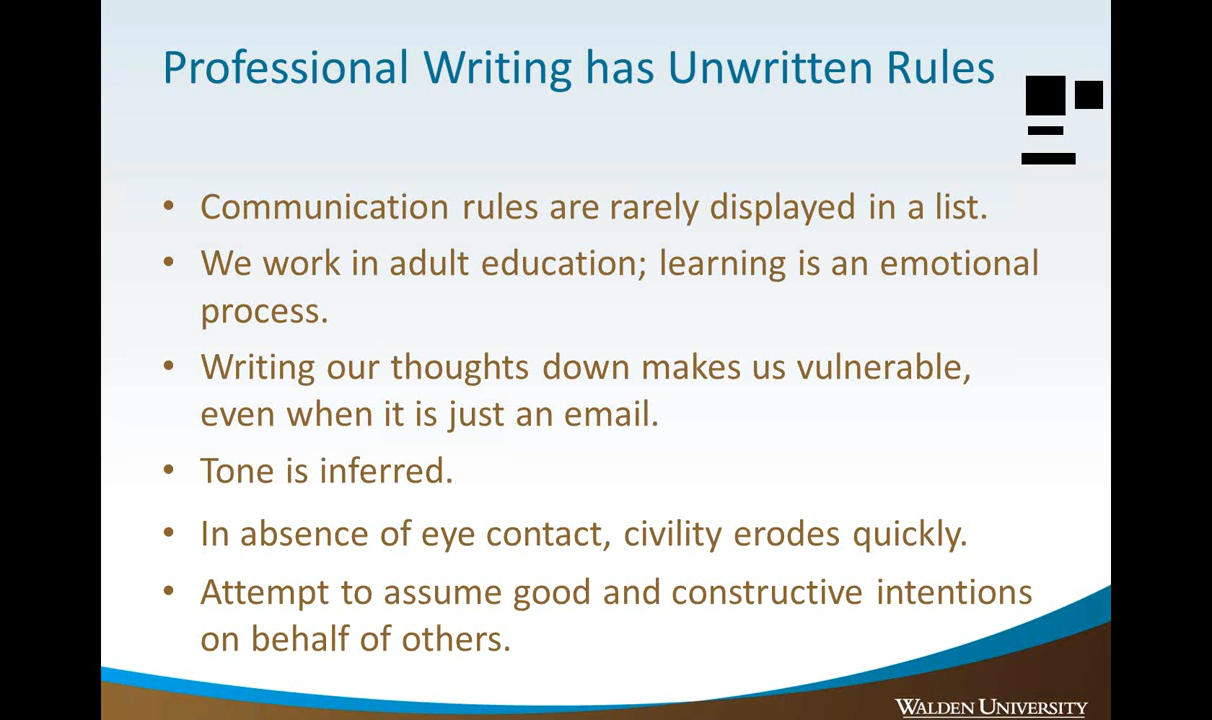 Professional Writing has Unwritten Rules
• Communication rules are rarely displayed in a list.
• We work in adult education; learning is an emotional
process.
• Writing our thoughts down makes us vulnerable,
even when it is just an email.
• Tone is inferred.
• In absence of eye contact, civility erodes quickly.
• Attempt to assume good and constructive intentions
on behalf of others.
WALDEN UNIVERSITY